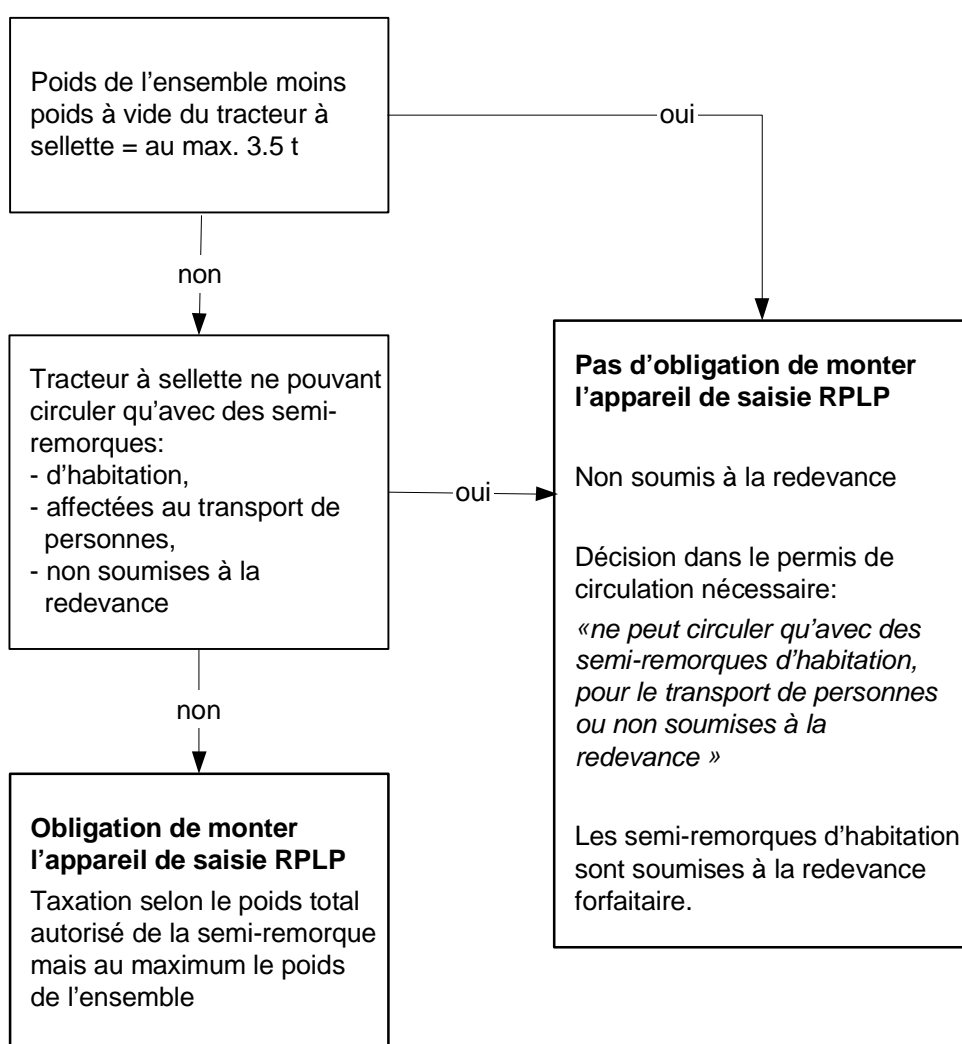 Poids de l’ensemble moins
poids à vide du tracteur à
sellette = au max. 3.5 t
oui
non
Tracteur à sellette ne pouvant
circuler qu’avec des semi-
remorques:
- d’habitation,
- affectées au transport de
personnes,
- non soumises à la
redevance
oui
non
Obligation de monter
l’appareil de saisie RPLP
Taxation selon le poids total
autorisé de la semi-remorque
mais au maximum le poids
de l’ensemble
Pas d’obligation de monter
l’appareil de saisie RPLP
Non soumis à la redevance
Décision dans le permis de
circulation nécessaire:
«ne peut circuler qu’avec des
semi-remorques d’habitation,
pour le transport de personnes
ou non soumises à la
redevance »
Les semi-remorques d’habitation
sont soumises à la redevance
forfaitaire.